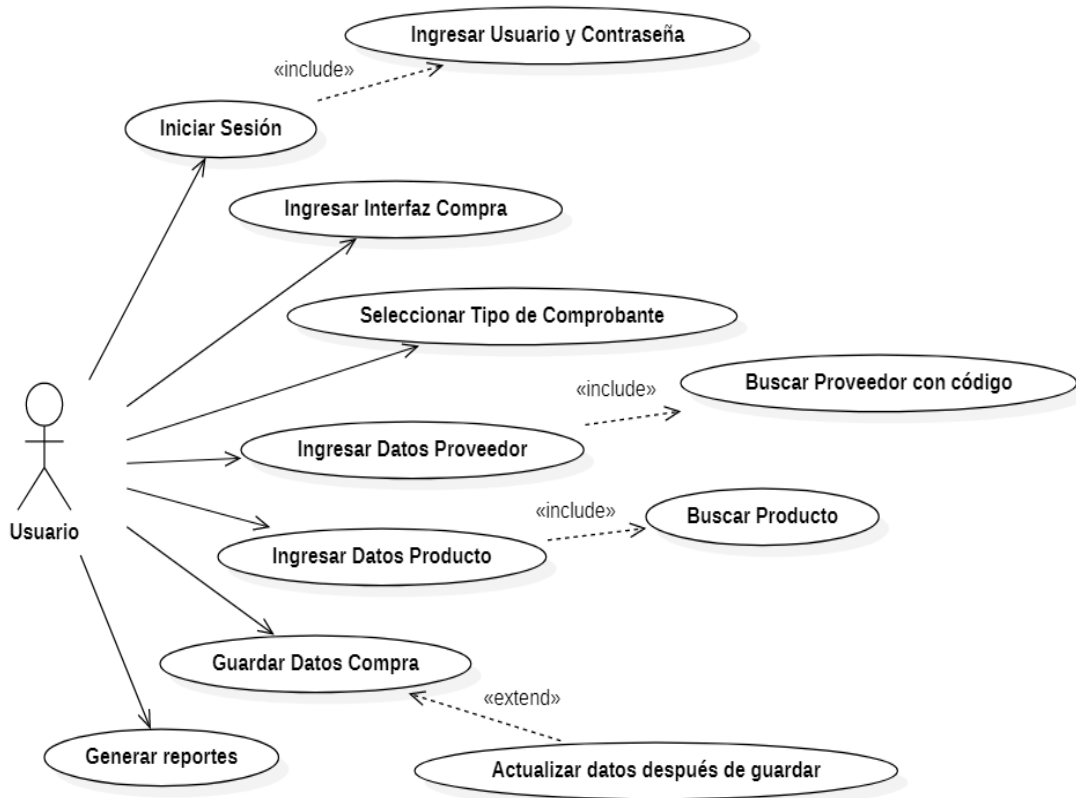 Ingresar Usuario y Contraseña
«include»
Iniciar Sesión
Ingresar Interfaz Compra
Seleccionar Tipo de Comprobante
Buscar Proveedor con código
«include»
Ingresar Datos Proveedor
Buscar Producto
«include»
Usuario
Ingresar Datos Producto
Guardar Datos Compra
«extend»
Generar reportes
Actualizar datos después de guardar